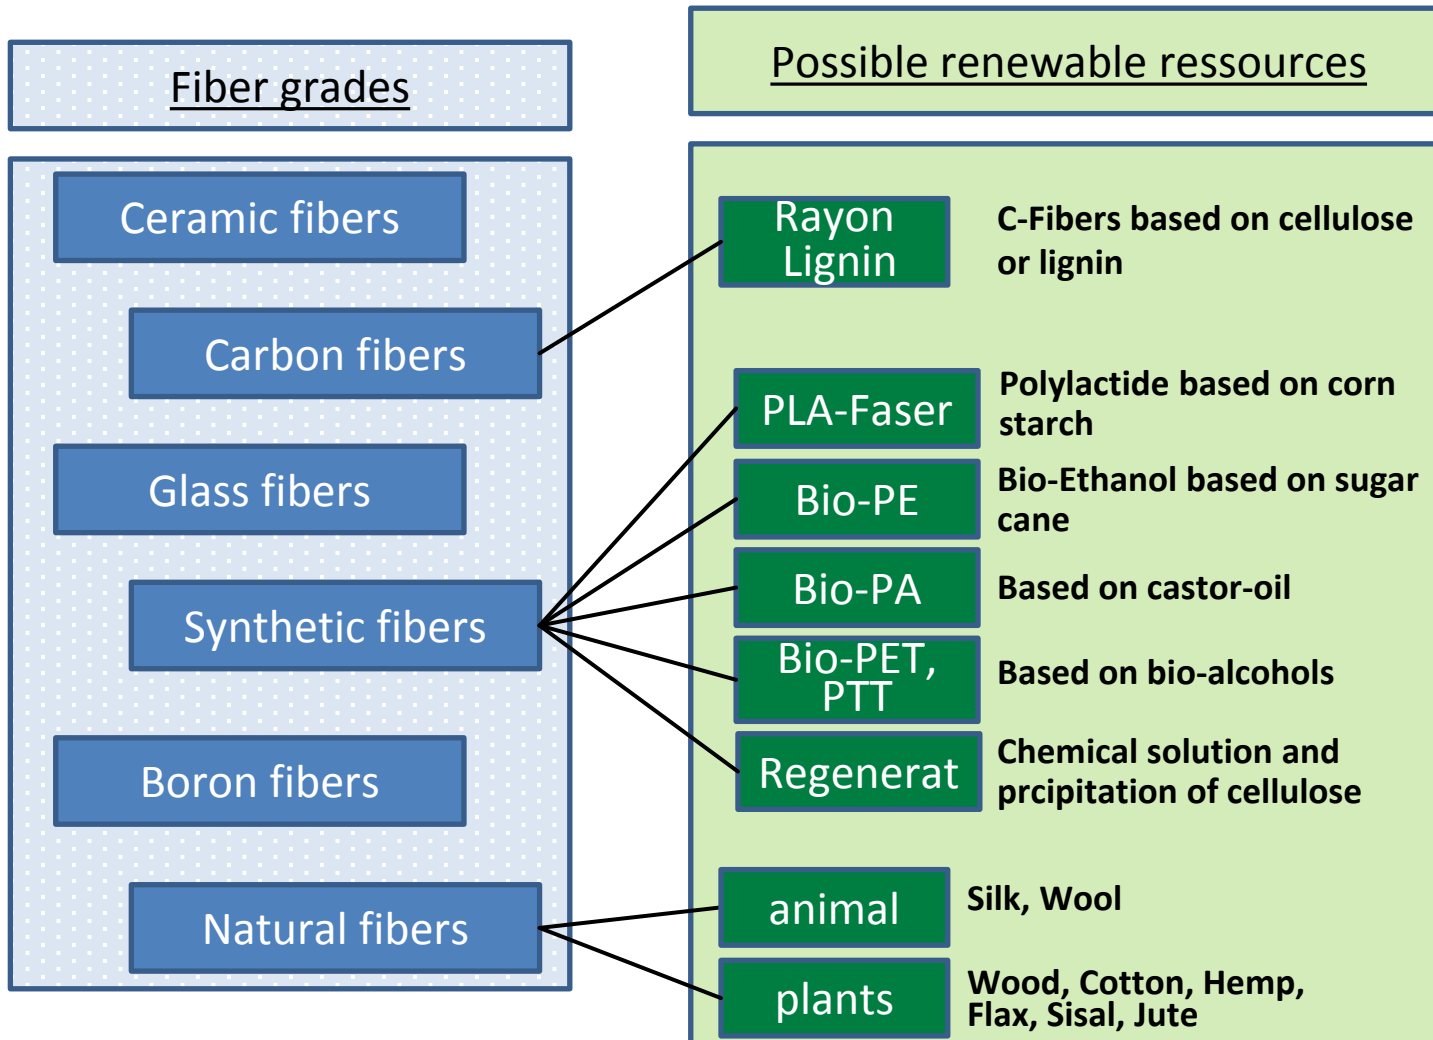 Fiber grades
Ceramic fibers
Carbon fibers
Glass fibers
Synthetic fibers
Boron fibers
Natural fibers
Possible renewable ressources
Rayon
Lignin
C-Fibers based on cellulose
or lignin
PLA-Faser
Polylactide based on corn
starch
Bio-PE
Bio-Ethanol based on sugar
cane
Bio-PA
Based on castor-oil
Bio-PET,
PTT
Based on bio-alcohols
Regenerat
Chemical solution and
prcipitation of cellulose
animal
Silk, Wool
plants
Wood, Cotton, Hemp,
Flax, Sisal, Jute